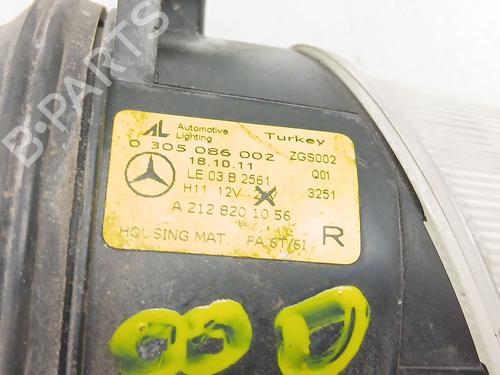 B-PARTS
AL Automotive Lighting Turkey
0 305 086 002 ZGS002
18.10.11 Q01
LE 03 B 2561
H11 12V 3251
A 212 820 10 56
HOUSING MAT. : PA 6T/6I R